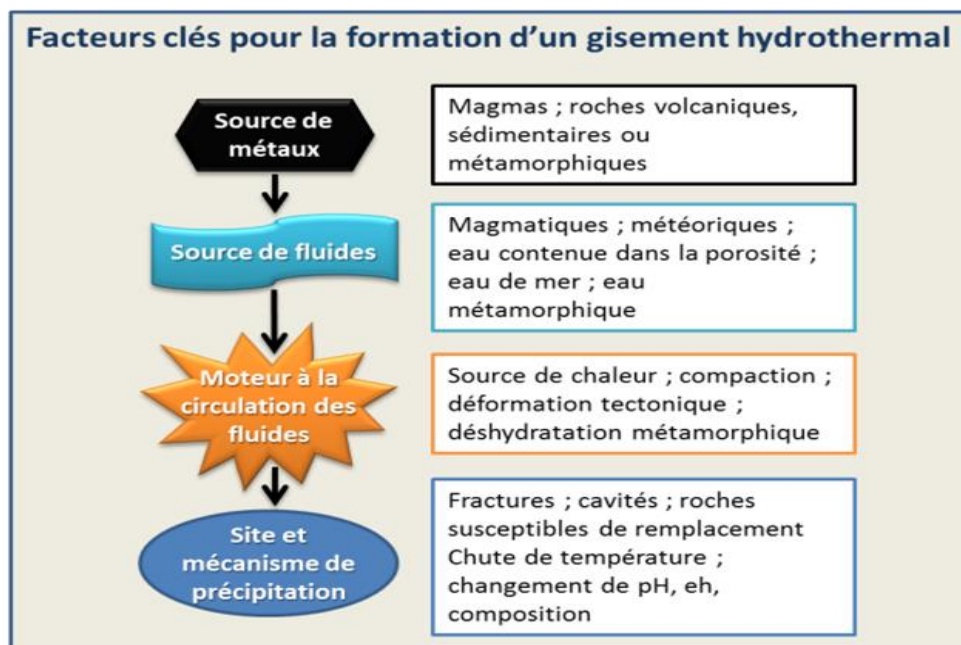 Facteurs clés pour la formation d'un gisement hydrothermal
Source de
métaux
Magmas ; roches volcaniques,
sédimentaires ou
métamorphiques
Source de fluides
Magmatiques ; météoriques ;
eau contenue dans la porosité ;
eau de mer ; eau
métamorphique
Moteur à la
circulation des
fluides
Source de chaleur ; compaction ;
déformation tectonique ;
déshydratation métamorphique
Site et
mécanisme de
précipitation
Fractures ; cavités ; roches
susceptibles de remplacement
Chute de température ;
changement de pH, eh,
composition